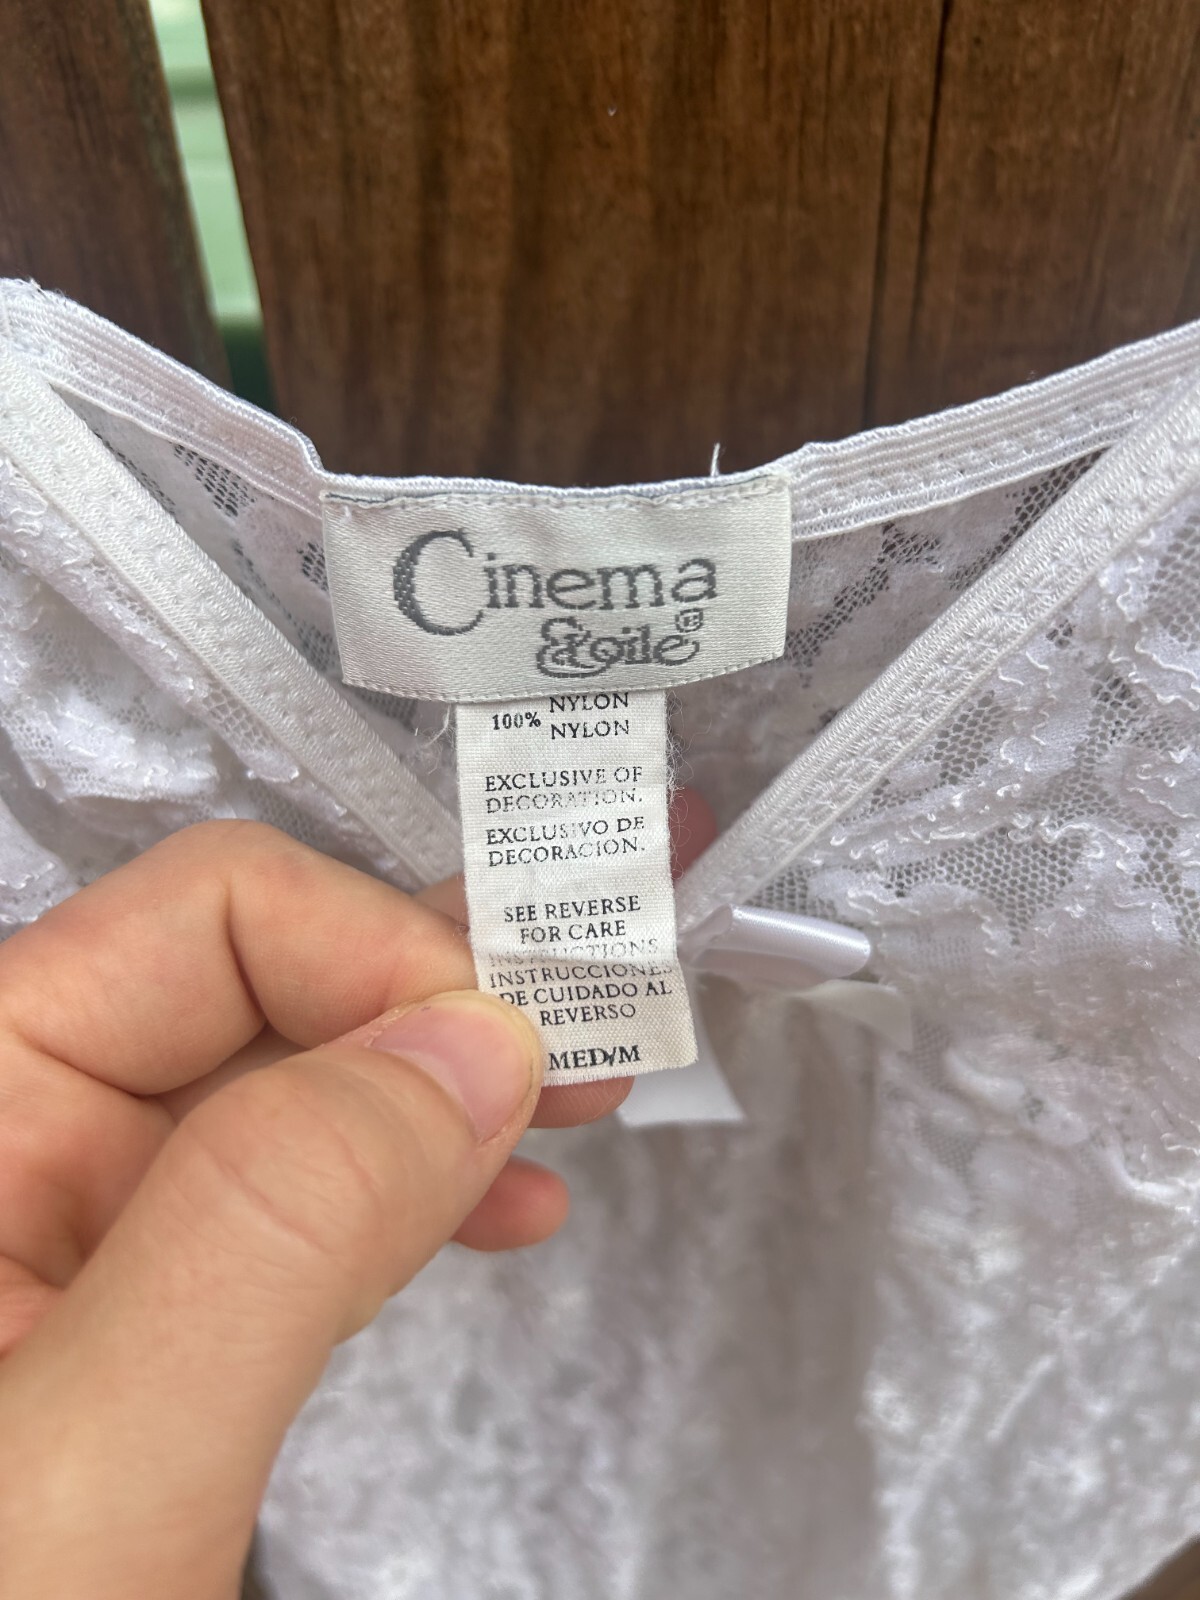 Cinema
Etoile®
100% NYLON
NYLON
EXCLUSIVE OF
DECORATION.
EXCLUSIVO DE
DECORACION.
SEE REVERSE
FOR CARE
INSTRUCTIONS
INSTRUCCIONES
DE CUIDADO AL
REVERSO
MED/M